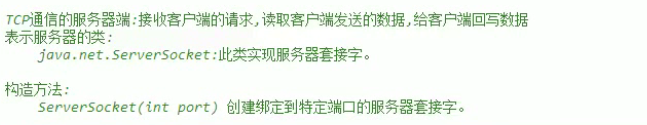 TCP通信的服务器端:接收客户端的请求,读取客户端发送的数据,给客户端回写数据
表示服务器的类:
java.net.ServerSocket:此类实现服务器套接字。
构造方法:
ServerSocket(int port) 创建绑定到特定端口的服务器套接字。